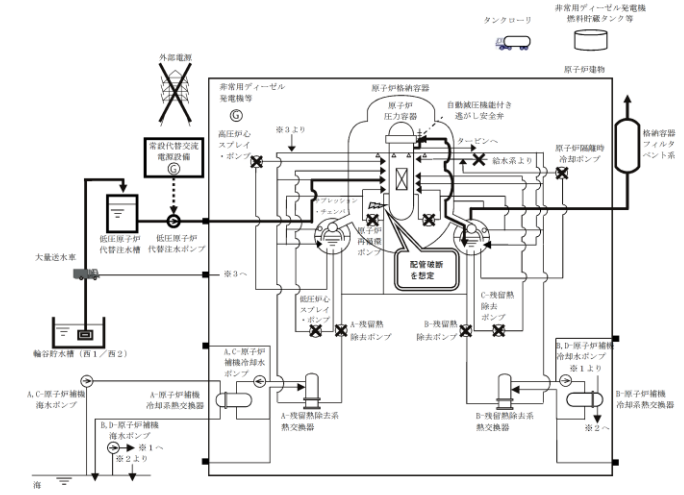 非常用ディーゼル発電機
燃料貯蔵タンク等
タンクローリ
原子炉建物
外部電源
非常用ディーゼル
発電機等
G
原子炉格納容器
原子炉
圧力容器
自動減圧機能付き
逃がし安全弁
高圧炉心
スプレイ
・ポンプ
※3より
タービンへ
給水系より
原子炉隔離時
冷却ポンプ
格納容器
フィルタ
ベント系
常設代替交流
電源設備
G
サプレッション
・チェンバ
低圧原子炉
代替注水槽
低圧原子炉
代替注水ポンプ
原子炉
再循環
ポンプ
配管破断
を想定
大量送水車
※3へ
低圧炉心
スプレイ
・ポンプ
A-残留熱
除去ポンプ
B-残留熱
除去ポンプ
C-残留熱
除去
ポンプ
輪谷貯水槽（西1／西2）
A,C-原子炉
補機冷却水
ポンプ
B,D-原子炉補機
冷却水ポンプ
※1より
A,C-原子炉補機
海水ポンプ
A-原子炉補機
冷却系熱交換器
B-原子炉補機
冷却系熱交換器
A-残留熱除去系
熱交換器
B-残留熱除去系
熱交換器
※2へ
B,D-原子炉補機
海水ポンプ
※1へ
※2より
海